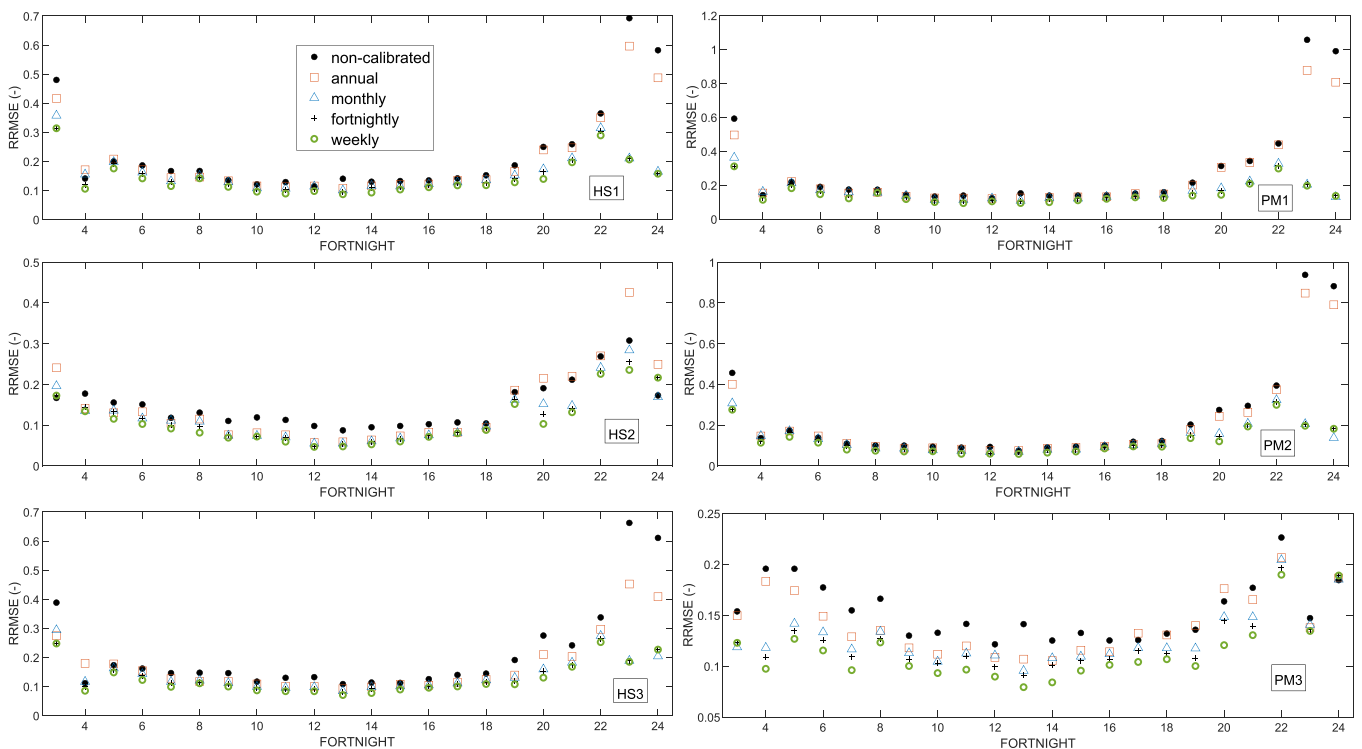 0.7
0.6
0.5
0.4
0.3
0.2
0.1
0
RRMSE (-)
non-calibrated
annual
monthly
fortnightly
weekly
HS1
4 6 8 10 12 14 16 18 20 22 24
FORTNIGHT
1.2
1
0.8
0.6
0.4
0.2
0
RRMSE (-)
PM1
4 6 8 10 12 14 16 18 20 22 24
FORTNIGHT
0.5
0.4
0.3
0.2
0.1
0
RRMSE (-)
HS2
4 6 8 10 12 14 16 18 20 22 24
FORTNIGHT
1
0.8
0.6
0.4
0.2
0
RRMSE (-)
PM2
4 6 8 10 12 14 16 18 20 22 24
FORTNIGHT
0.7
0.6
0.5
0.4
0.3
0.2
0.1
0
RRMSE (-)
HS3
4 6 8 10 12 14 16 18 20 22 24
FORTNIGHT
0.25
0.2
0.15
0.1
0.05
RRMSE (-)
PM3
4 6 8 10 12 14 16 18 20 22 24
FORTNIGHT